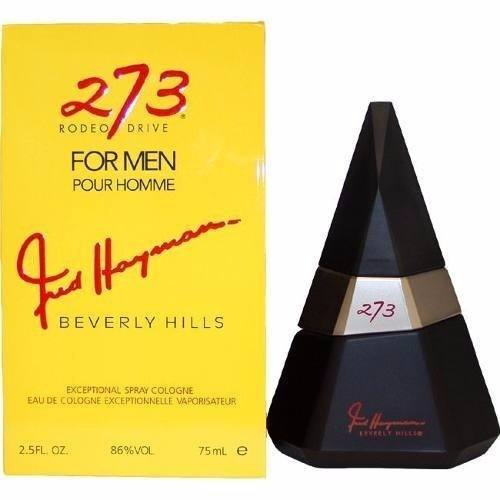 273®
RODEO DRIVE
FOR MEN
POUR HOMME
Fred Hayman
BEVERLY HILLS
EXCEPTIONAL SPRAY COLOGNE
EAU DE COLOGNE EXCEPTIONNELLE VAPORISATEUR
2.5FL. OZ. 86%VOL 75mL e
273
Fred Hayman
BEVERLY HILLS®